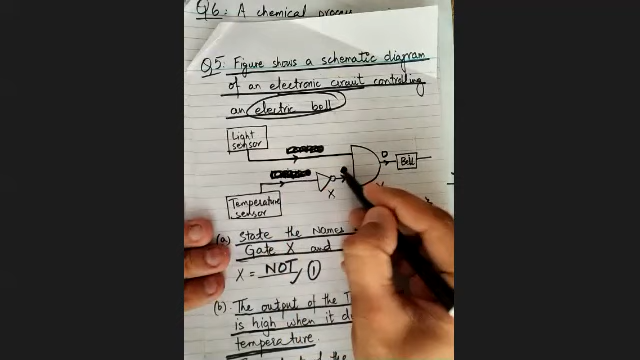 Q6: A chemical process
Q5: Figure shows a schematic diagram
of an electronic circuit controlling
an electric bell
Light
sensor
Bell
Temperature
sensor
X
(a) State the Names
Gate X and
X = NOT, (1)
(b) The output of the
is high when it
temperature.